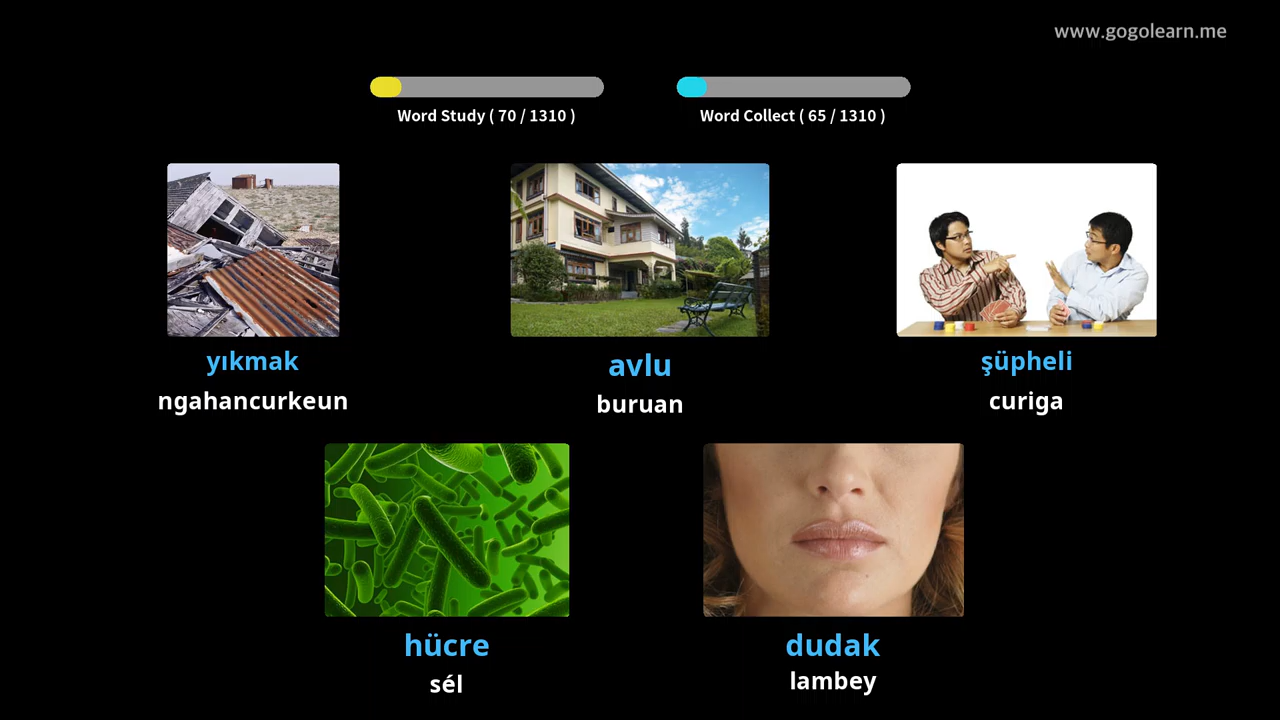 www.gogolearn.me
Word Study ( 70 / 1310 )
Word Collect ( 65 / 1310 )
yıkmak
ngahancurkeun
avlu
buruan
şüpheli
curiga
hücre
sél
dudak
lambey